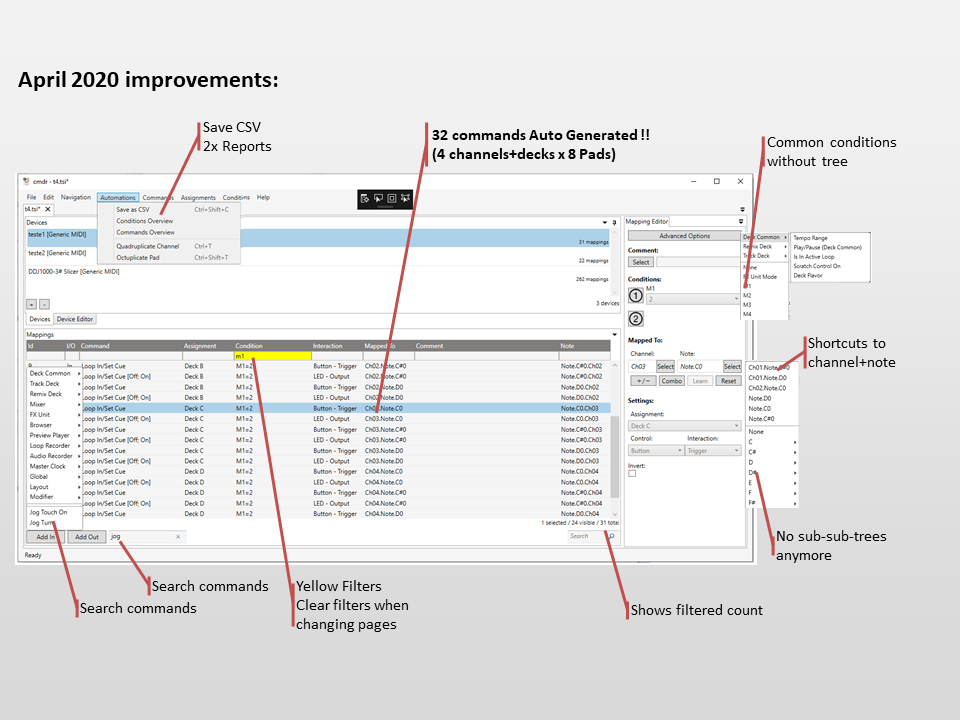 April 2020 improvements:
Save CSV
2x Reports
32 commands Auto Generated !!
(4 channels+decks x 8 Pads)
Common conditions
without tree
cmdr - t4.tsi*
File Edit Navigation Automations Commands Assignments Conditins Help
t4.tsi*
Save as CSV Ctrl+Shift+C
Conditions Overview
Commands Overview
Quadruplicate Channel Ctrl+T
Octuplicate Pad Ctrl+Shift+T
Devices
teste1 [Generic MIDI] 31 mappings
teste2 [Generic MIDI] 22 mappings
DDJ1000-3# Slicer [Generic MIDI] 262 mappings
+ - 3 devices
Devices Device Editor
Mappings
Id I/O Command Assignment Condition Interaction Mapped To Comment Note
m1
Loop In/Set Cue Deck B M1=2 Button - Trigger Ch02.Note.C#0 Note.C#0.Ch02
Loop In/Set Cue [Off; On] Deck B M1=2 LED - Output Ch02.Note.C#0 Note.C#0.Ch02
Loop In/Set Cue Deck B M1=2 Button - Trigger Ch02.Note.D0 Note.D0.Ch02
Loop In/Set Cue [Off; On] Deck B M1=2 LED - Output Ch02.Note.D0 Note.D0.Ch02
Loop In/Set Cue Deck C M1=2 Button - Trigger Ch03.Note.C0 Note.C0.Ch03
Loop In/Set Cue [Off; On] Deck C M1=2 LED - Output Ch03.Note.C0 Note.C0.Ch03
Loop In/Set Cue Deck C M1=2 Button - Trigger Ch03.Note.C#0 Note.C#0.Ch03
Loop In/Set Cue [Off; On] Deck C M1=2 LED - Output Ch03.Note.C#0 Note.C#0.Ch03
Loop In/Set Cue Deck C M1=2 Button - Trigger Ch03.Note.D0 Note.D0.Ch03
Loop In/Set Cue [Off; On] Deck C M1=2 LED - Output Ch03.Note.D0 Note.D0.Ch03
Loop In/Set Cue Deck D M1=2 Button - Trigger Ch04.Note.C0 Note.C0.Ch04
Loop In/Set Cue [Off; On] Deck D M1=2 LED - Output Ch04.Note.C0 Note.C0.Ch04
Loop In/Set Cue Deck D M1=2 Button - Trigger Ch04.Note.C#0 Note.C#0.Ch04
Loop In/Set Cue [Off; On] Deck D M1=2 LED - Output Ch04.Note.C#0 Note.C#0.Ch04
Loop In/Set Cue Deck D M1=2 Button - Trigger Ch04.Note.D0 Note.D0.Ch04
Deck Common
Track Deck
Remix Deck
Mixer
FX Unit
Browser
Preview Player
Loop Recorder
Audio Recorder
Master Clock
Global
Layout
Modifier
Jog Touch On
Jog Turn
1 selected / 24 visible / 31 total
Add In Add Out jog Search
Ready
Mapping Editor
Advanced Options
Comment:
Select
Conditions:
1 M1
2
2
Mapped To:
Channel: Note:
Ch03 Select Note.C0 Select
+ / - Combo Learn Reset
Settings:
Assignment:
Deck C
Control: Interaction:
Button Trigger
Invert:
Deck Common
Remix Deck
Track Deck
None
FX Unit Mode
M1
M2
M3
M4
Tempo Range
Play/Pause (Deck Common)
Is In Active Loop
Scratch Control On
Deck Flavor
Shortcuts to
channel+note
Ch01.Note.C#0
Ch01.Note.D0
Ch02.Note.C0
Note.D0
Note.C0
Note.C#0
None
C
C#
D
D#
E
F
F#
No sub-sub-trees
anymore
Search commands
Search commands
Yellow Filters
Clear filters when
changing pages
Shows filtered count